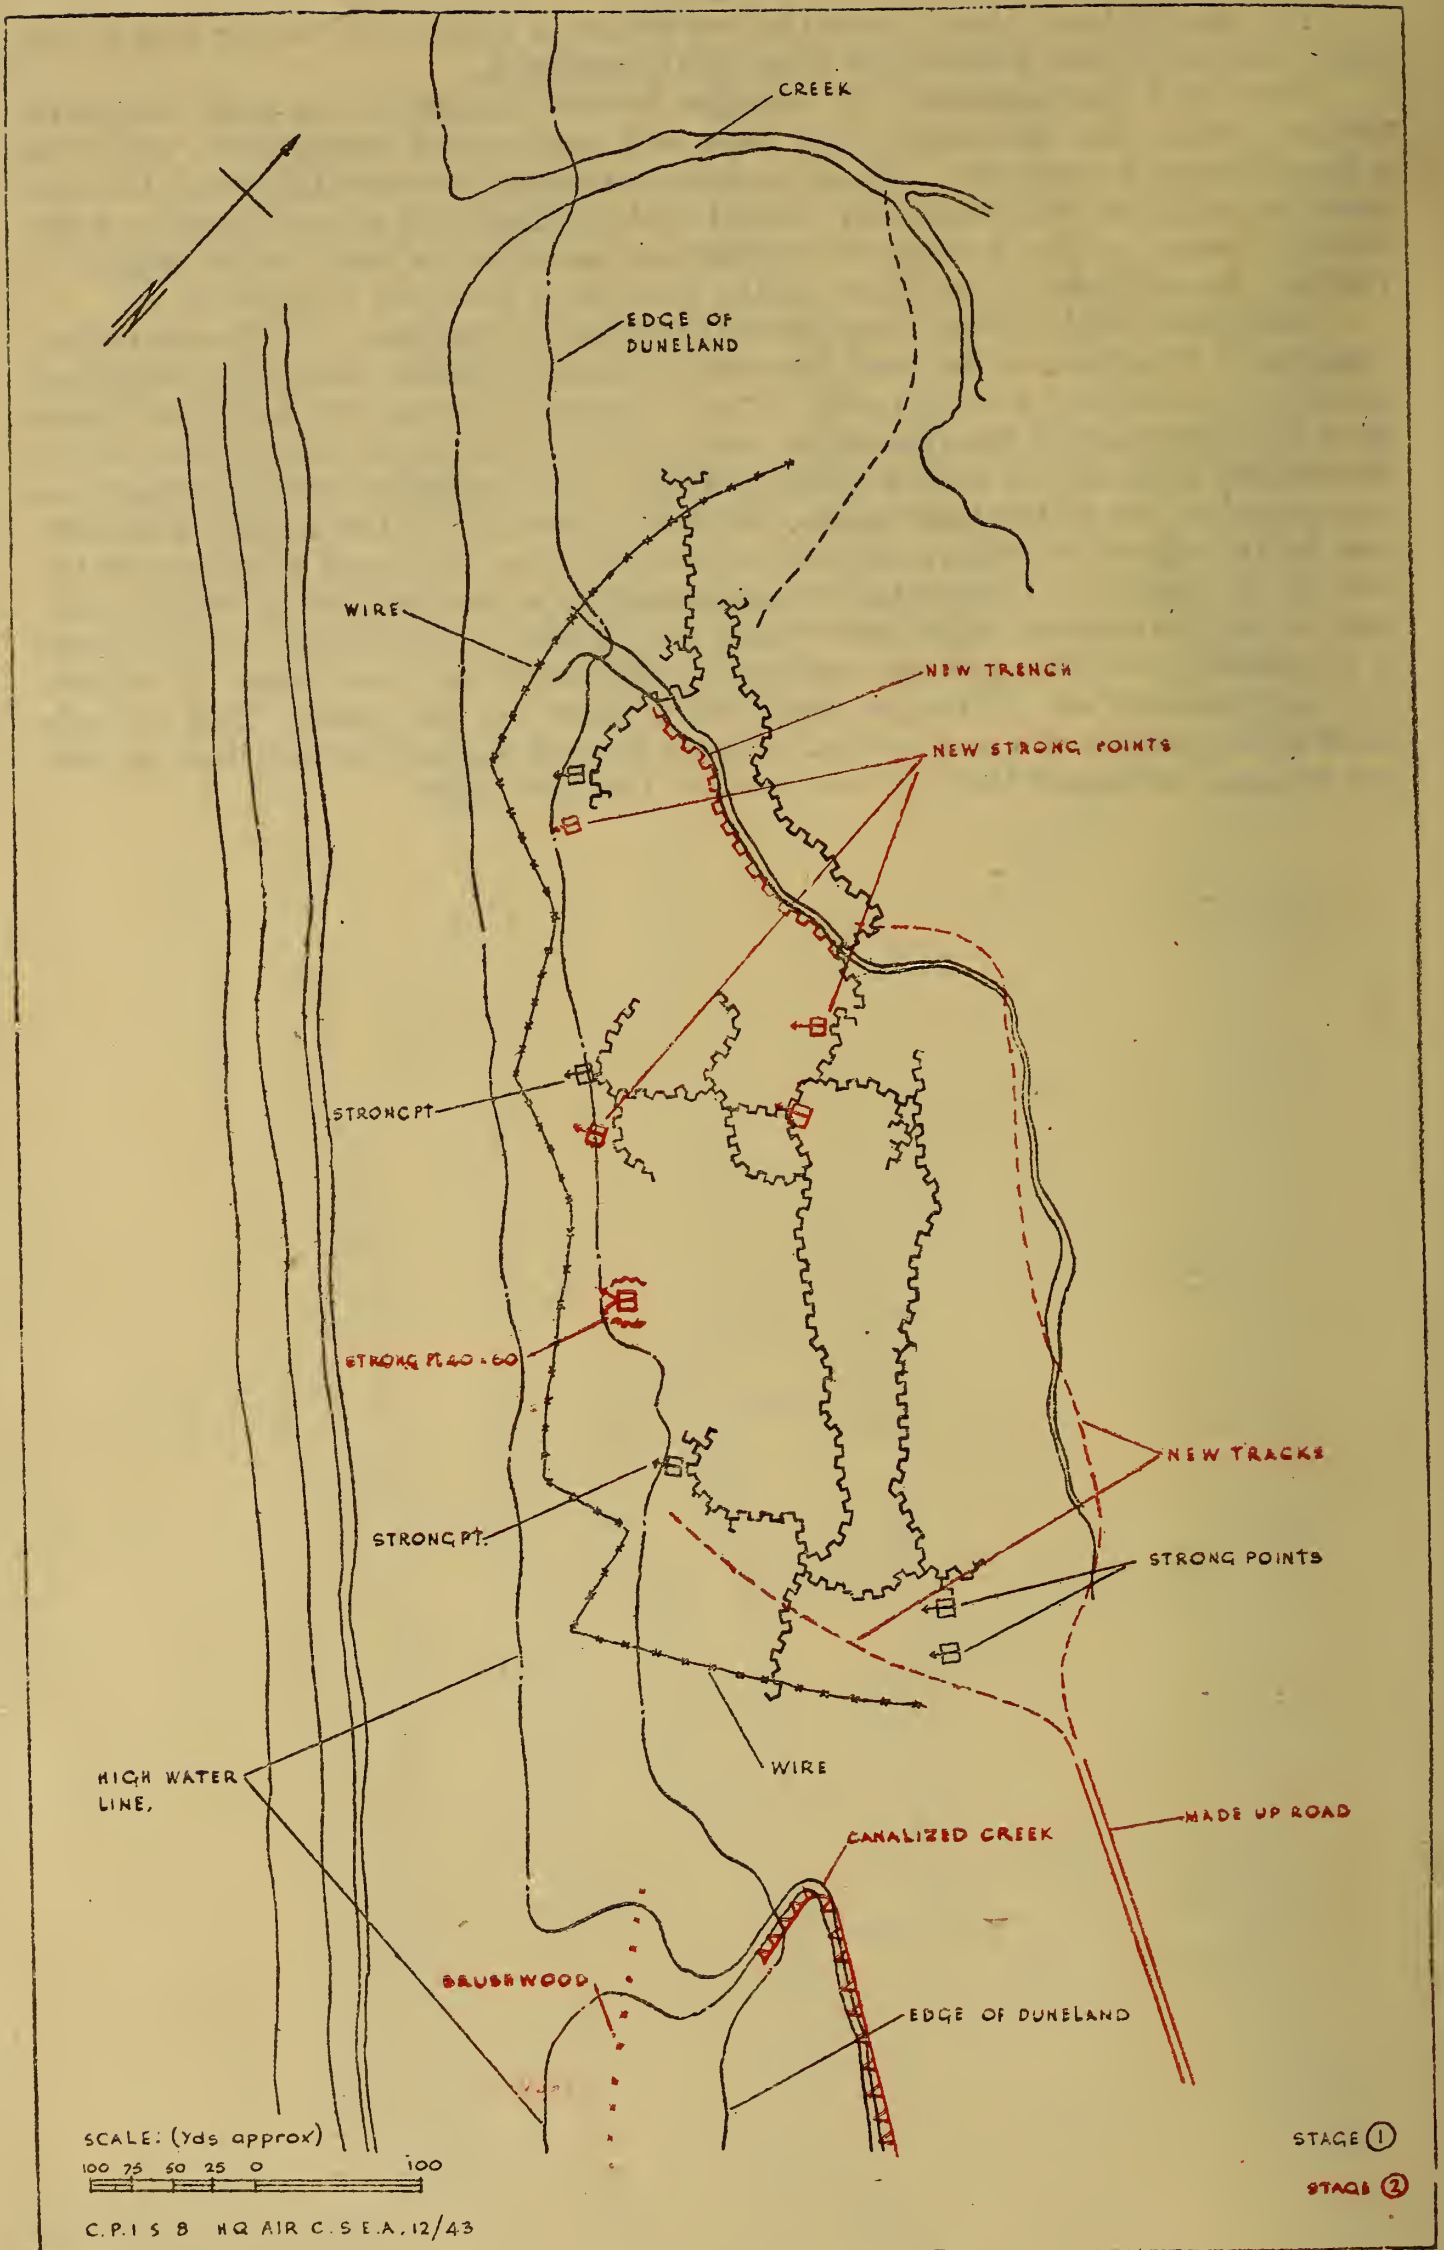 CREEK
EDGE OF
DUNELAND
WIRE
NEW TRENCH
NEW STRONG POINTS
STRONG PT
STRONG PT 40-60
NEW TRACKS
STRONG PT.
STRONG POINTS
WIRE
HIGH WATER
LINE.
MADE UP ROAD
CANALIZED CREEK
BRUSHWOOD
EDGE OF DUNELAND
SCALE: (Yds approx)
100 75 50 25 0 100
STAGE 1
STAGE 2
C.P.I S 8 HQ AIR C.S E.A. 12/43